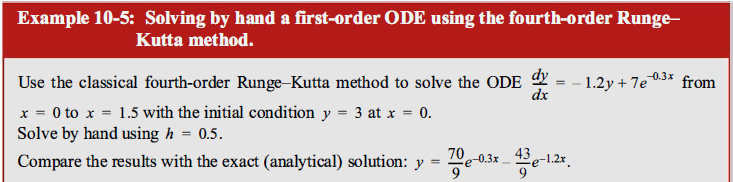 Example 10-5: Solving by hand a first-order ODE using the fourth-order Runge–
Kutta method.
Use the classical fourth-order Runge–Kutta method to solve the ODE dy/dx = – 1.2y + 7e^–0.3x from
x = 0 to x = 1.5 with the initial condition y = 3 at x = 0.
Solve by hand using h = 0.5.
Compare the results with the exact (analytical) solution: y = 70/9 e^–0.3x – 43/9 e^–1.2x.